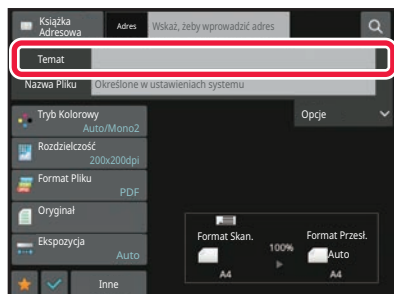 Książka
Adresowa
Adres
Wskaż, żeby wprowadzić adres
Temat
Nazwa Pliku
Określone w ustawieniach systemu
Tryb Kolorowy
Auto/Mono2
Opcje
Rozdzielczość
200x200dpi
Format Pliku
PDF
Oryginał
Ekspozycja
Auto
Inne
Format Skan.
100%
Format Przesł.
Auto
A4
A4